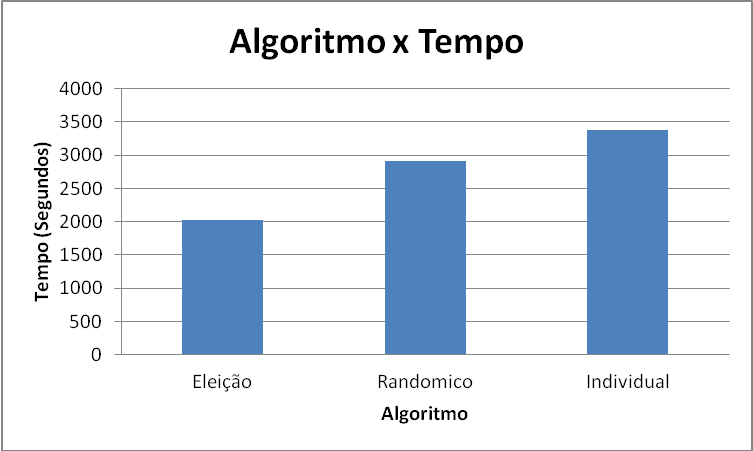 Algoritmo x Tempo
4000
3500
3000
2500
2000
1500
1000
500
0
Tempo (Segundos)
Eleição Randomico Individual
Algoritmo